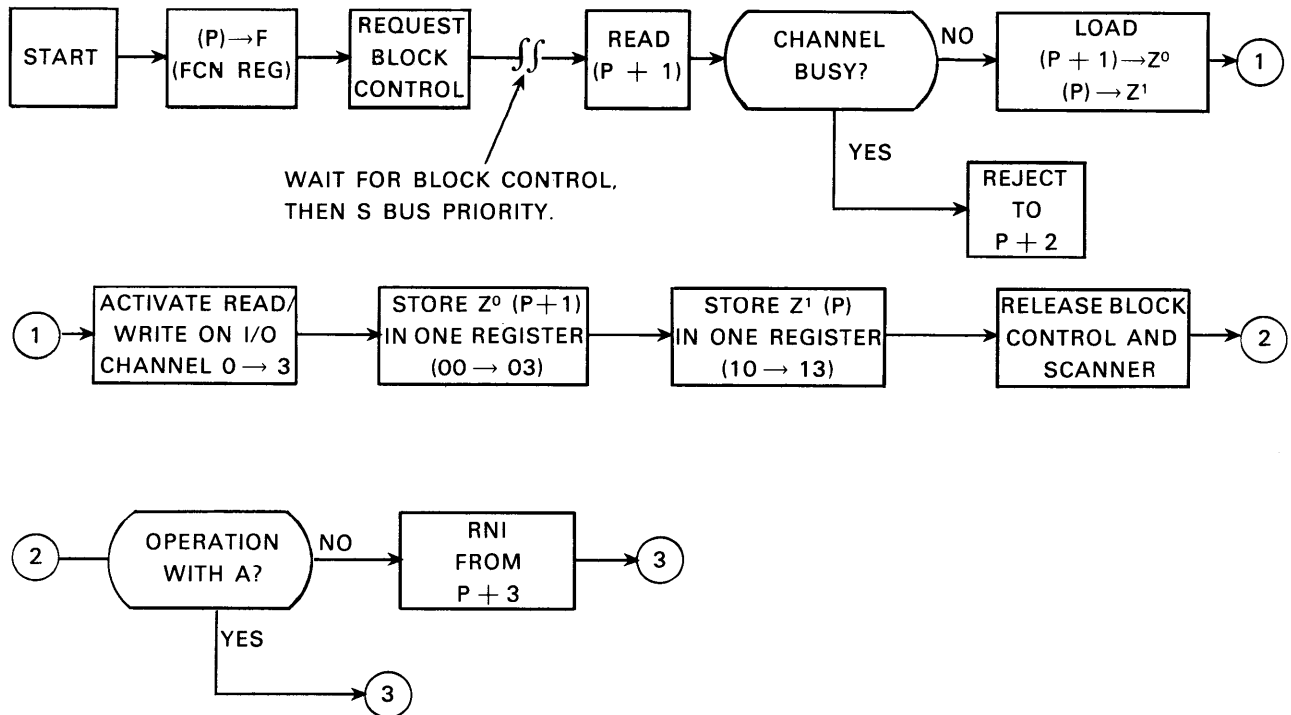 START
(P)→F
(FCN REG)
REQUEST
BLOCK
CONTROL
READ
(P + 1)
CHANNEL
BUSY?
NO
LOAD
(P + 1)→Z⁰
(P)→Z¹
1
WAIT FOR BLOCK CONTROL,
THEN S BUS PRIORITY.
YES
REJECT
TO
P + 2
1
ACTIVATE READ/
WRITE ON I/O
CHANNEL 0 → 3
STORE Z⁰ (P+1)
IN ONE REGISTER
(00 → 03)
STORE Z¹ (P)
IN ONE REGISTER
(10 → 13)
RELEASE BLOCK
CONTROL AND
SCANNER
2
2
OPERATION
WITH A?
NO
RNI
FROM
P + 3
3
YES
3